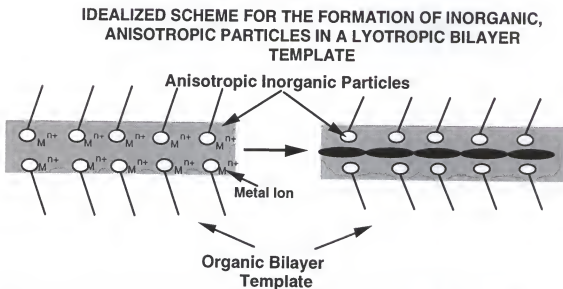 IDEALIZED SCHEME FOR THE FORMATION OF INORGANIC,
ANISOTROPIC PARTICLES IN A LYOTROPIC BILAYER
TEMPLATE
Anisotropic Inorganic Particles
M n+ M n+ M n+ M n+ M n+
M n+ M n+ M n+ M n+ M n+
Metal Ion
Organic Bilayer
Template